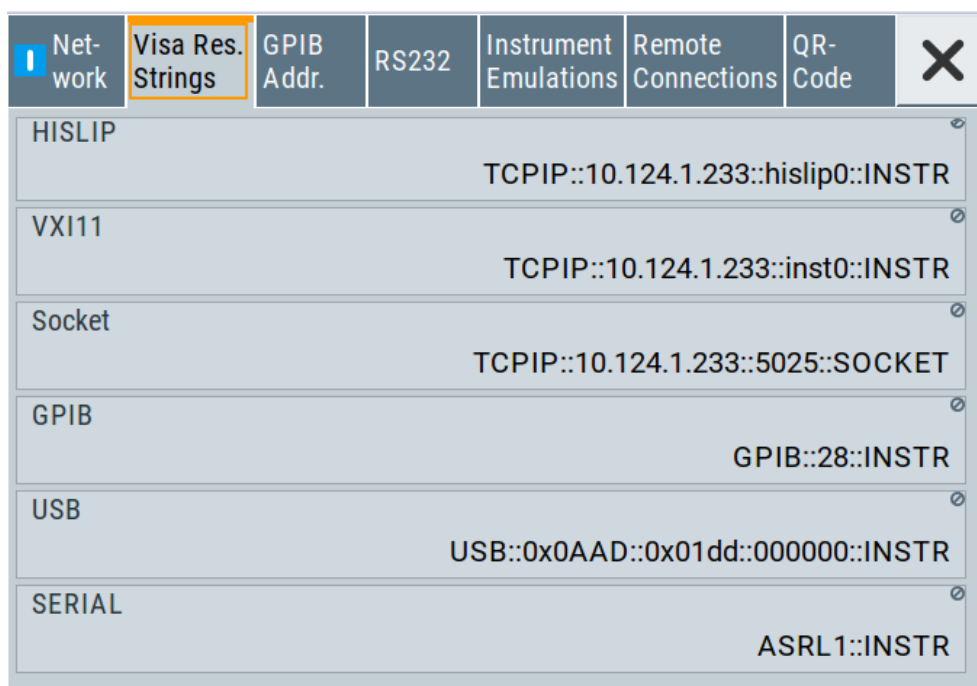 Net-
work
Visa Res.
Strings
GPIB
Addr.
RS232
Instrument
Emulations
Remote
Connections
QR-
Code
HISLIP
TCPIP::10.124.1.233::hislip0::INSTR
VXI11
TCPIP::10.124.1.233::inst0::INSTR
Socket
TCPIP::10.124.1.233::5025::SOCKET
GPIB
GPIB::28::INSTR
USB
USB::0x0AAD::0x01dd::000000::INSTR
SERIAL
ASRL1::INSTR